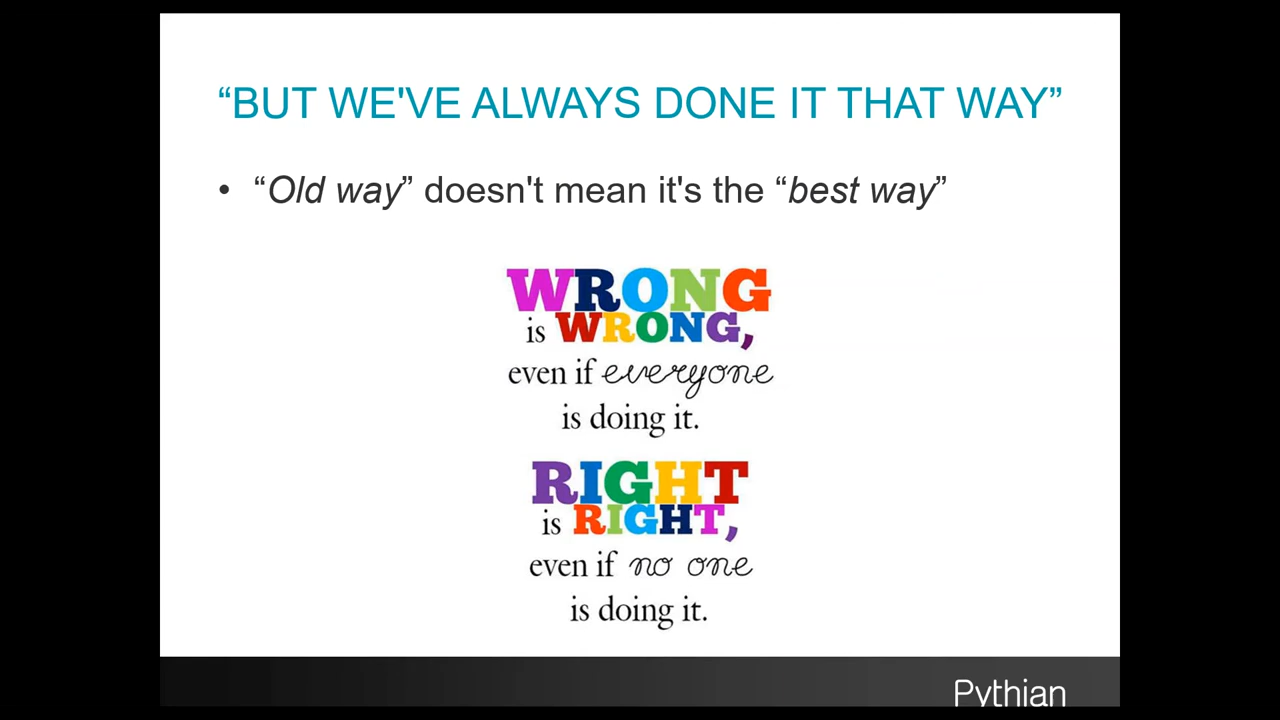 “BUT WE'VE ALWAYS DONE IT THAT WAY”
• “Old way” doesn't mean it's the “best way”
WRONG
is WRONG,
even if everyone
is doing it.
RIGHT
is RIGHT,
even if no one
is doing it.
Pythian